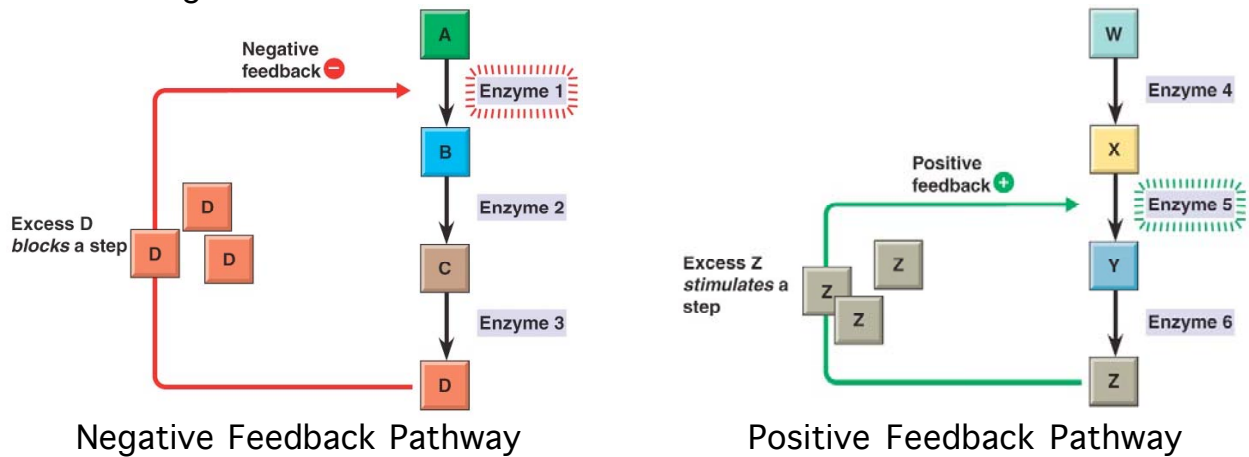 A
Negative
feedback −
Enzyme 1
B
Enzyme 2
D
D
D
Excess D
blocks a step
C
Enzyme 3
D
Negative Feedback Pathway
W
Enzyme 4
X
Positive
feedback +
Enzyme 5
Z
Z
Z
Excess Z
stimulates a
step
Y
Enzyme 6
Z
Positive Feedback Pathway